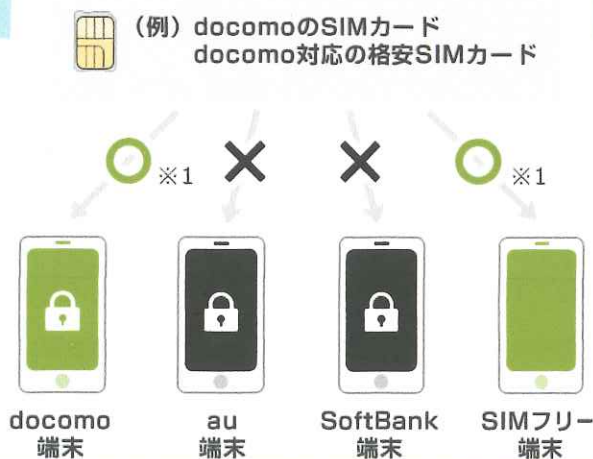 (例) docomoのSIMカード
docomo対応の格安SIMカード
※1
※1
docomo
端末
au
端末
SoftBank
端末
SIMフリー
端末